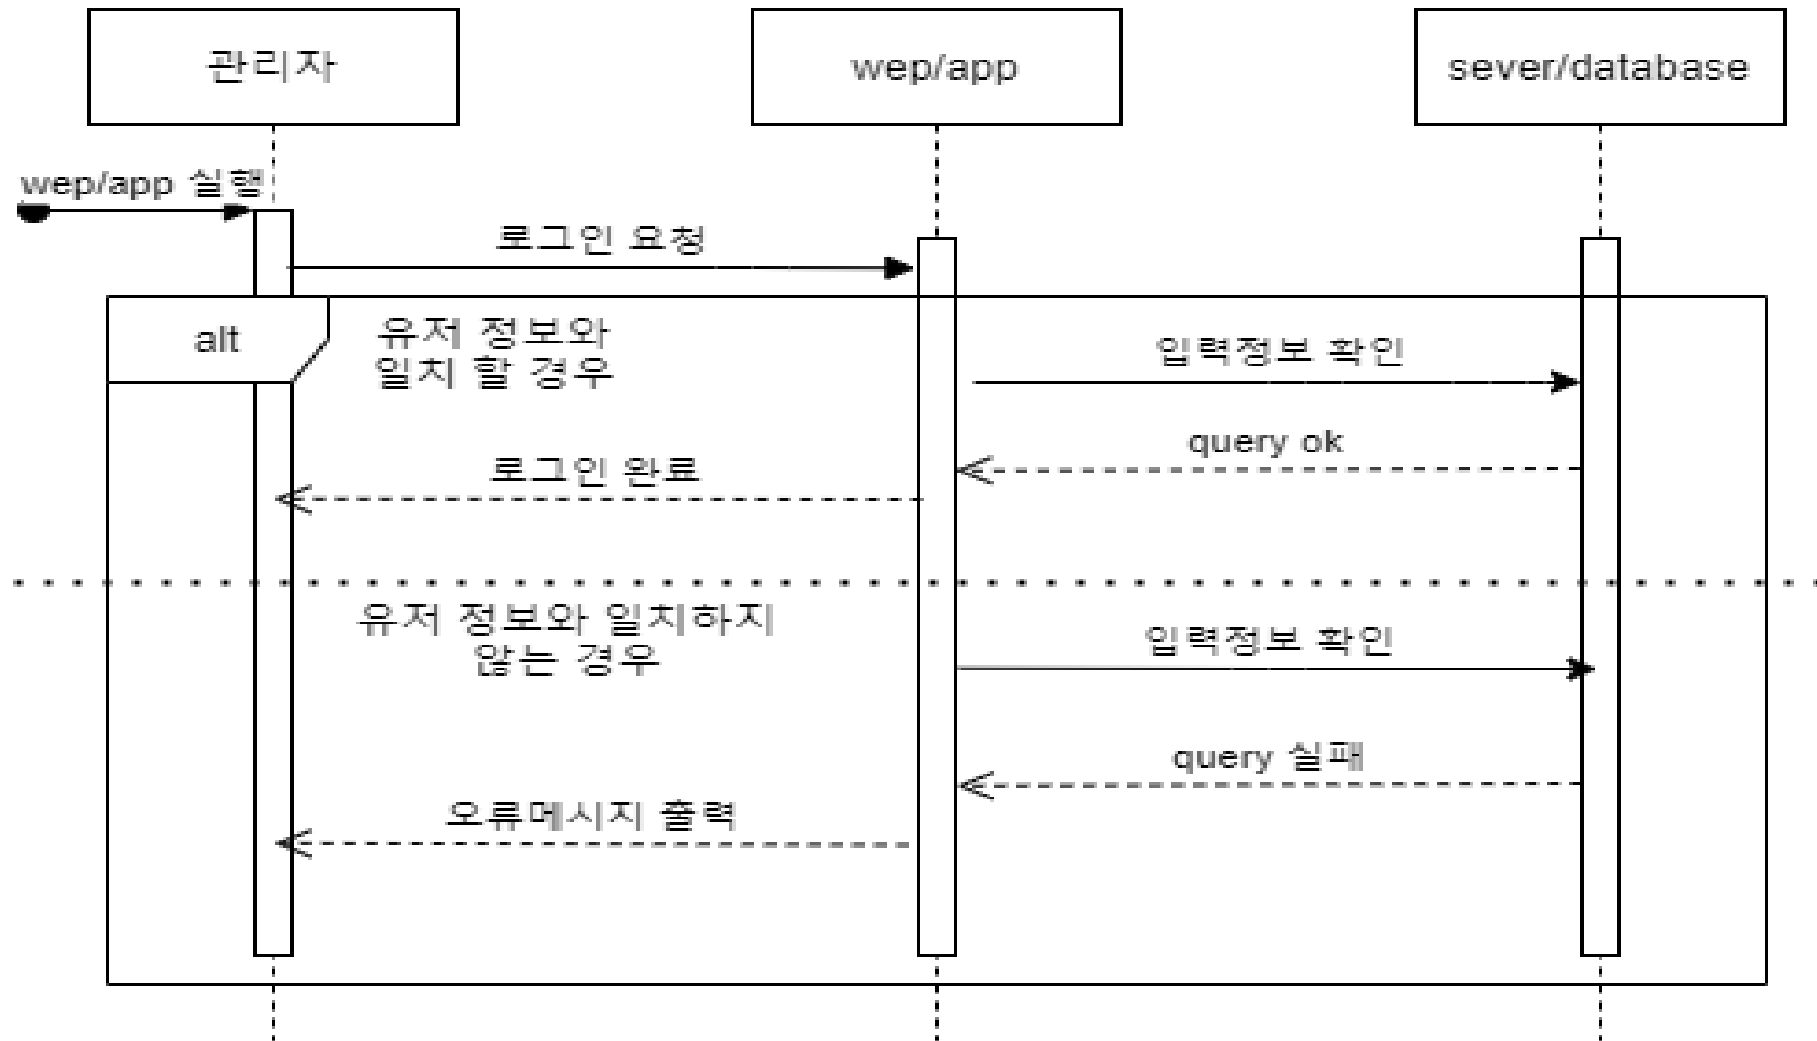 관리자
wep/app
sever/database
wep/app 실행
로그인 요청
alt
유저 정보와
일치 할 경우
입력정보 확인
query ok
로그인 완료
유저 정보와 일치하지
않는 경우
입력정보 확인
query 실패
오류메시지 출력